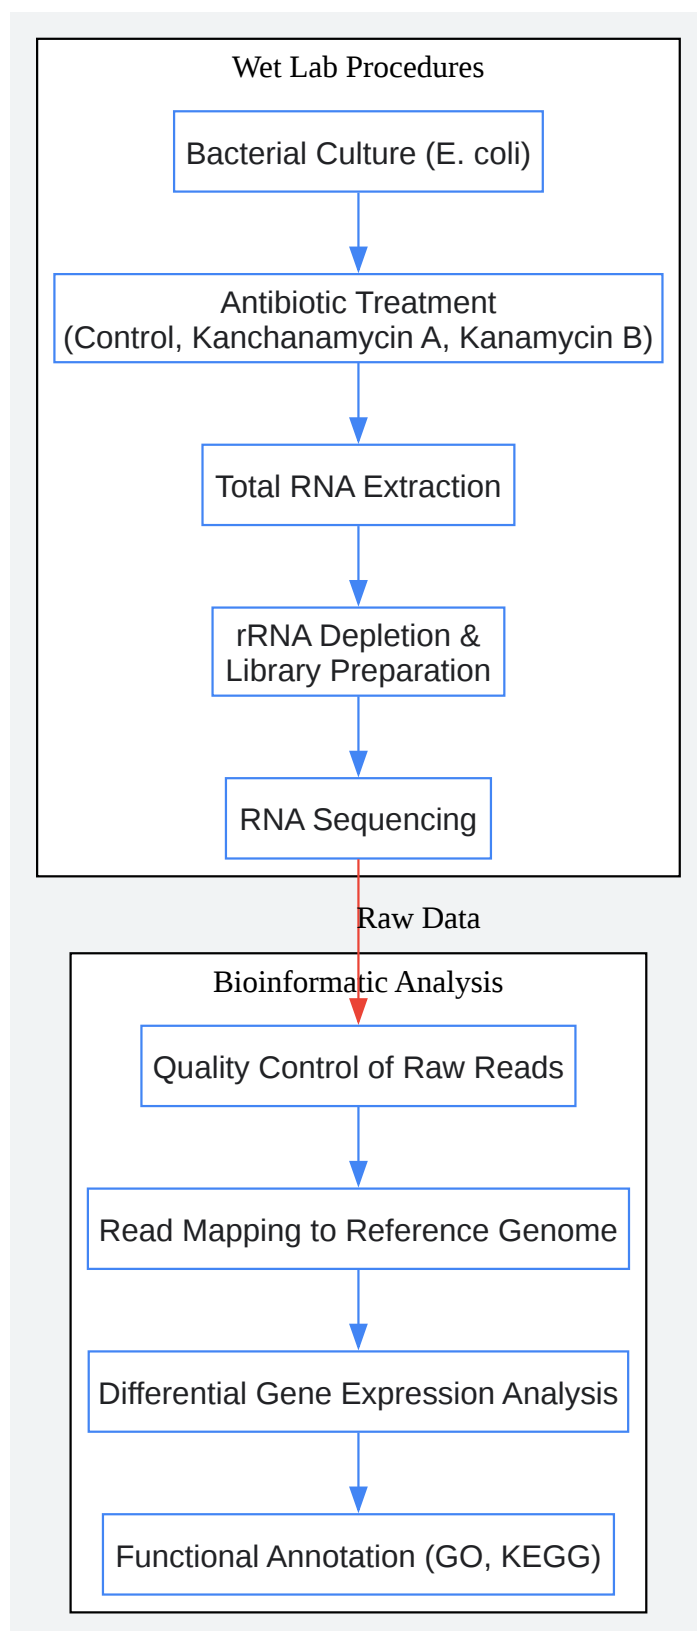 Wet Lab Procedures
Bacterial Culture (E. coli)
Antibiotic Treatment
(Control, Kanchanamycin A, Kanamycin B)
Total RNA Extraction
rRNA Depletion &
Library Preparation
RNA Sequencing
Raw Data
Bioinformatic Analysis
Quality Control of Raw Reads
Read Mapping to Reference Genome
Differential Gene Expression Analysis
Functional Annotation (GO, KEGG)